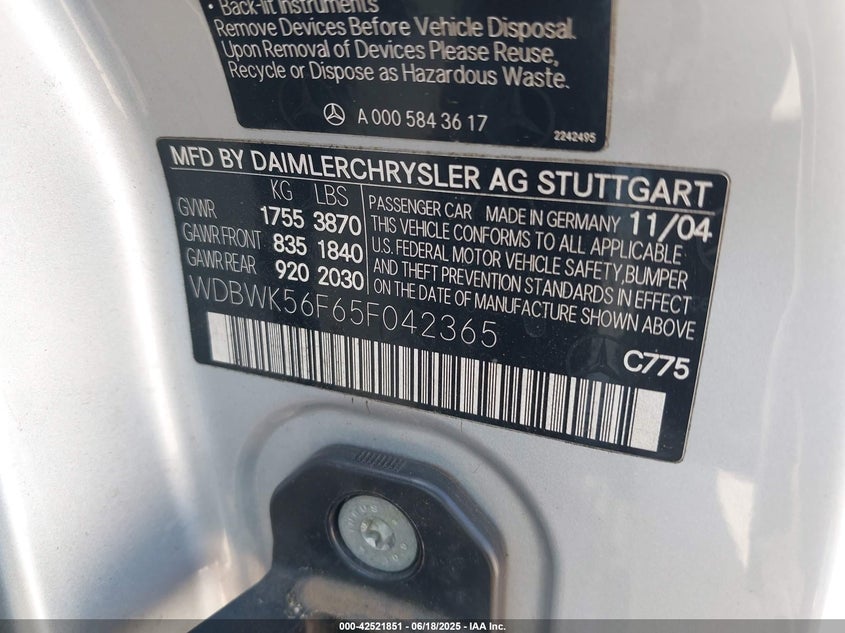 • Back-lit Instruments
Remove Devices Before Vehicle Disposal.
Upon Removal of Devices Please Reuse,
Recycle or Dispose as Hazardous Waste.
A 000 584 36 17
2242495
MFD BY DAIMLERCHRYSLER AG STUTTGART
KG LBS
GVWR 1755 3870
GAWR FRONT 835 1840
GAWR REAR 920 2030
PASSENGER CAR MADE IN GERMANY 11/04
THIS VEHICLE CONFORMS TO ALL APPLICABLE
U.S. FEDERAL MOTOR VEHICLE SAFETY, BUMPER
AND THEFT PREVENTION STANDARDS IN EFFECT
ON THE DATE OF MANUFACTURE SHOWN ABOVE
WDBWK56F65F042365
C775
000-42521851 - 06/18/2025 - IAA Inc.